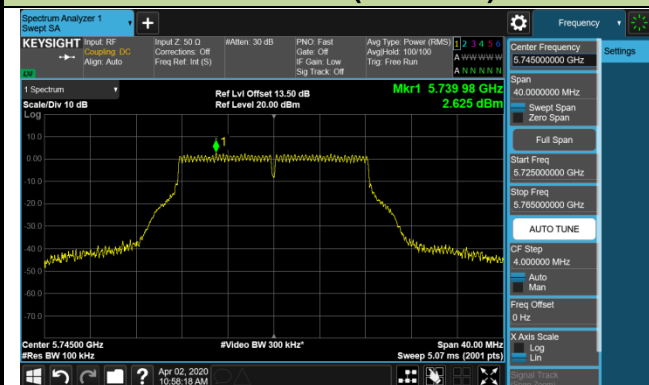 Spectrum Analyzer 1
Swept SA
Frequency
KEYSIGHT
Input: RF
Coupling: DC
Align: Auto
Input Z: 50 Ω
Corrections: Off
Freq Ref: Int (S)
#Atten: 30 dB
PNO: Fast
Gate: Off
IF Gain: Low
Sig Track: Off
Avg Type: Power (RMS)
Avg|Hold: 100/100
Trig: Free Run
1 2 3 4 5 6
A W W W W W
A N N N N N
Settings
Center Frequency
5.745000000 GHz
Span
40.0000000 MHz
Swept Span
Zero Span
Full Span
Start Freq
5.725000000 GHz
Stop Freq
5.765000000 GHz
AUTO TUNE
CF Step
4.000000 MHz
Auto
Man
Freq Offset
0 Hz
X Axis Scale
Log
Lin
Signal Track
1 Spectrum
Scale/Div 10 dB
Log
Ref Lvl Offset 13.50 dB
Ref Level 20.00 dBm
Mkr1 5.739 98 GHz
2.625 dBm
1
10.0
0.00
-10.0
-20.0
-30.0
-40.0
-50.0
-60.0
-70.0
Center 5.74500 GHz
#Res BW 100 kHz
#Video BW 300 kHz*
Span 40.00 MHz
Sweep 5.07 ms (2001 pts)
Apr 02, 2020
10:58:18 AM